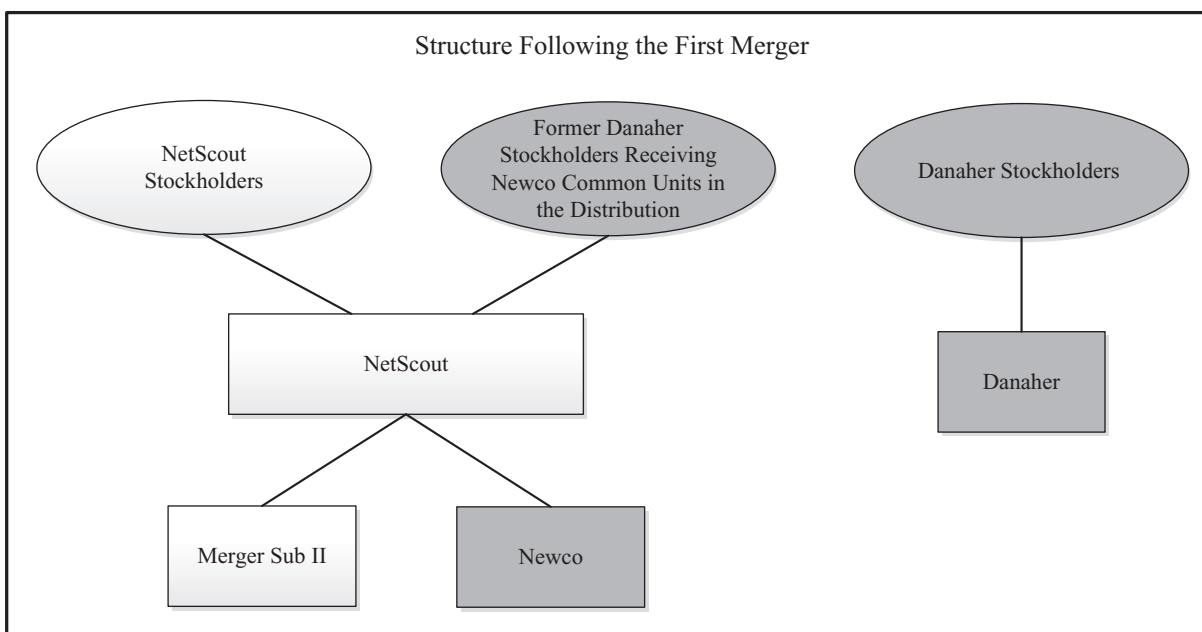 Structure Following the First Merger
NetScout
Stockholders
Former Danaher
Stockholders Receiving
Newco Common Units in
the Distribution
Danaher Stockholders
NetScout
Danaher
Merger Sub II
Newco